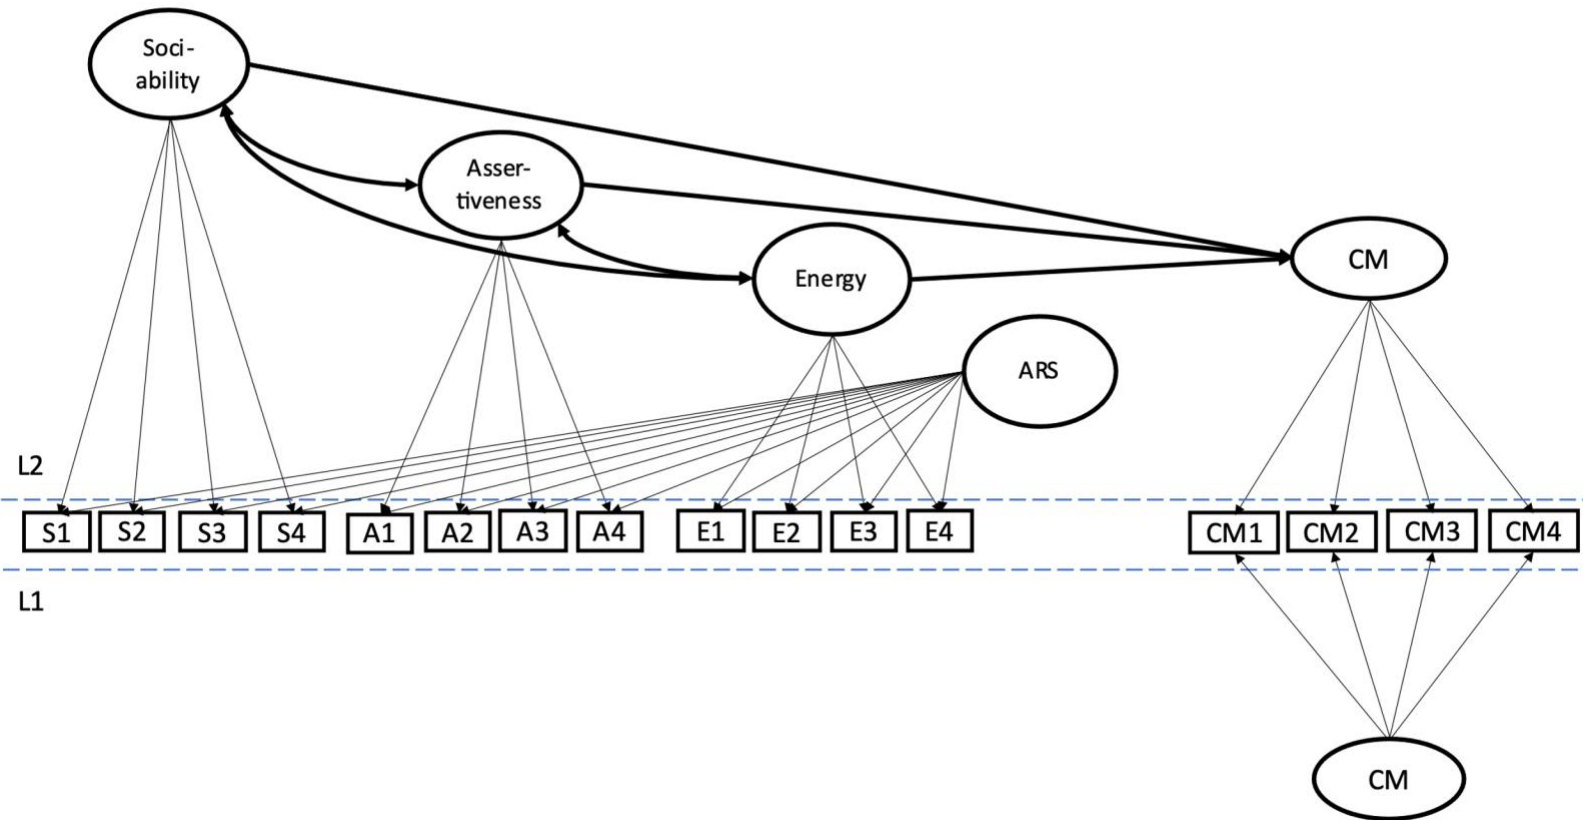 Soci-
ability
Asser-
tiveness
Energy
CM
ARS
L2
S1 S2 S3 S4 A1 A2 A3 A4 E1 E2 E3 E4 CM1 CM2 CM3 CM4
L1
CM